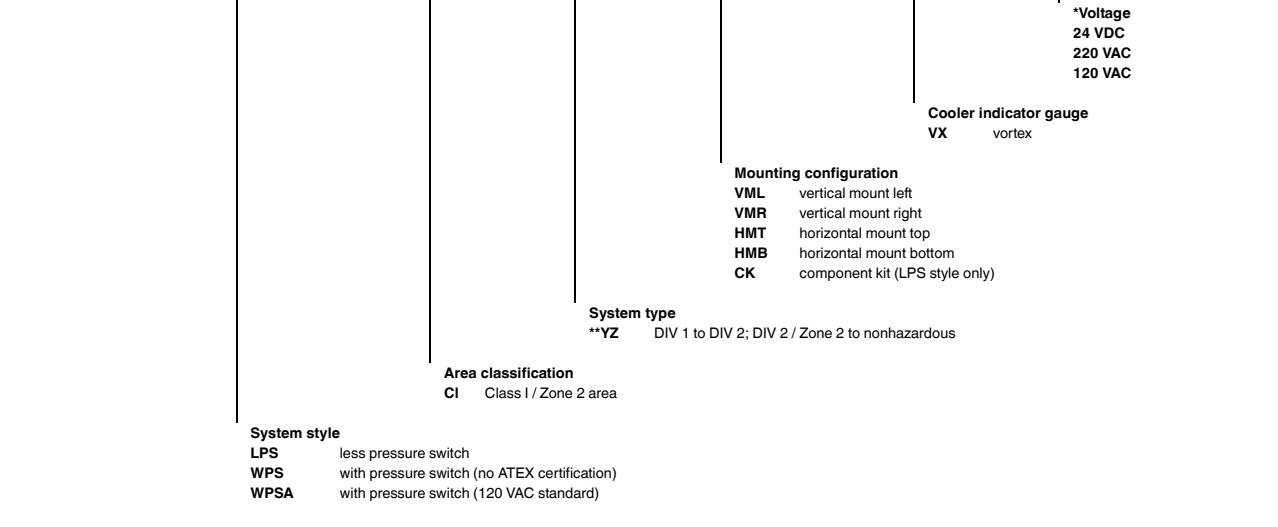 *Voltage
24 VDC
220 VAC
120 VAC
Cooler indicator gauge
VX vortex
Mounting configuration
VML vertical mount left
VMR vertical mount right
HMT horizontal mount top
HMB horizontal mount bottom
CK component kit (LPS style only)
System type
**YZ DIV 1 to DIV 2; DIV 2 / Zone 2 to nonhazardous
Area classification
CI Class I / Zone 2 area
System style
LPS less pressure switch
WPS with pressure switch (no ATEX certification)
WPSA with pressure switch (120 VAC standard)